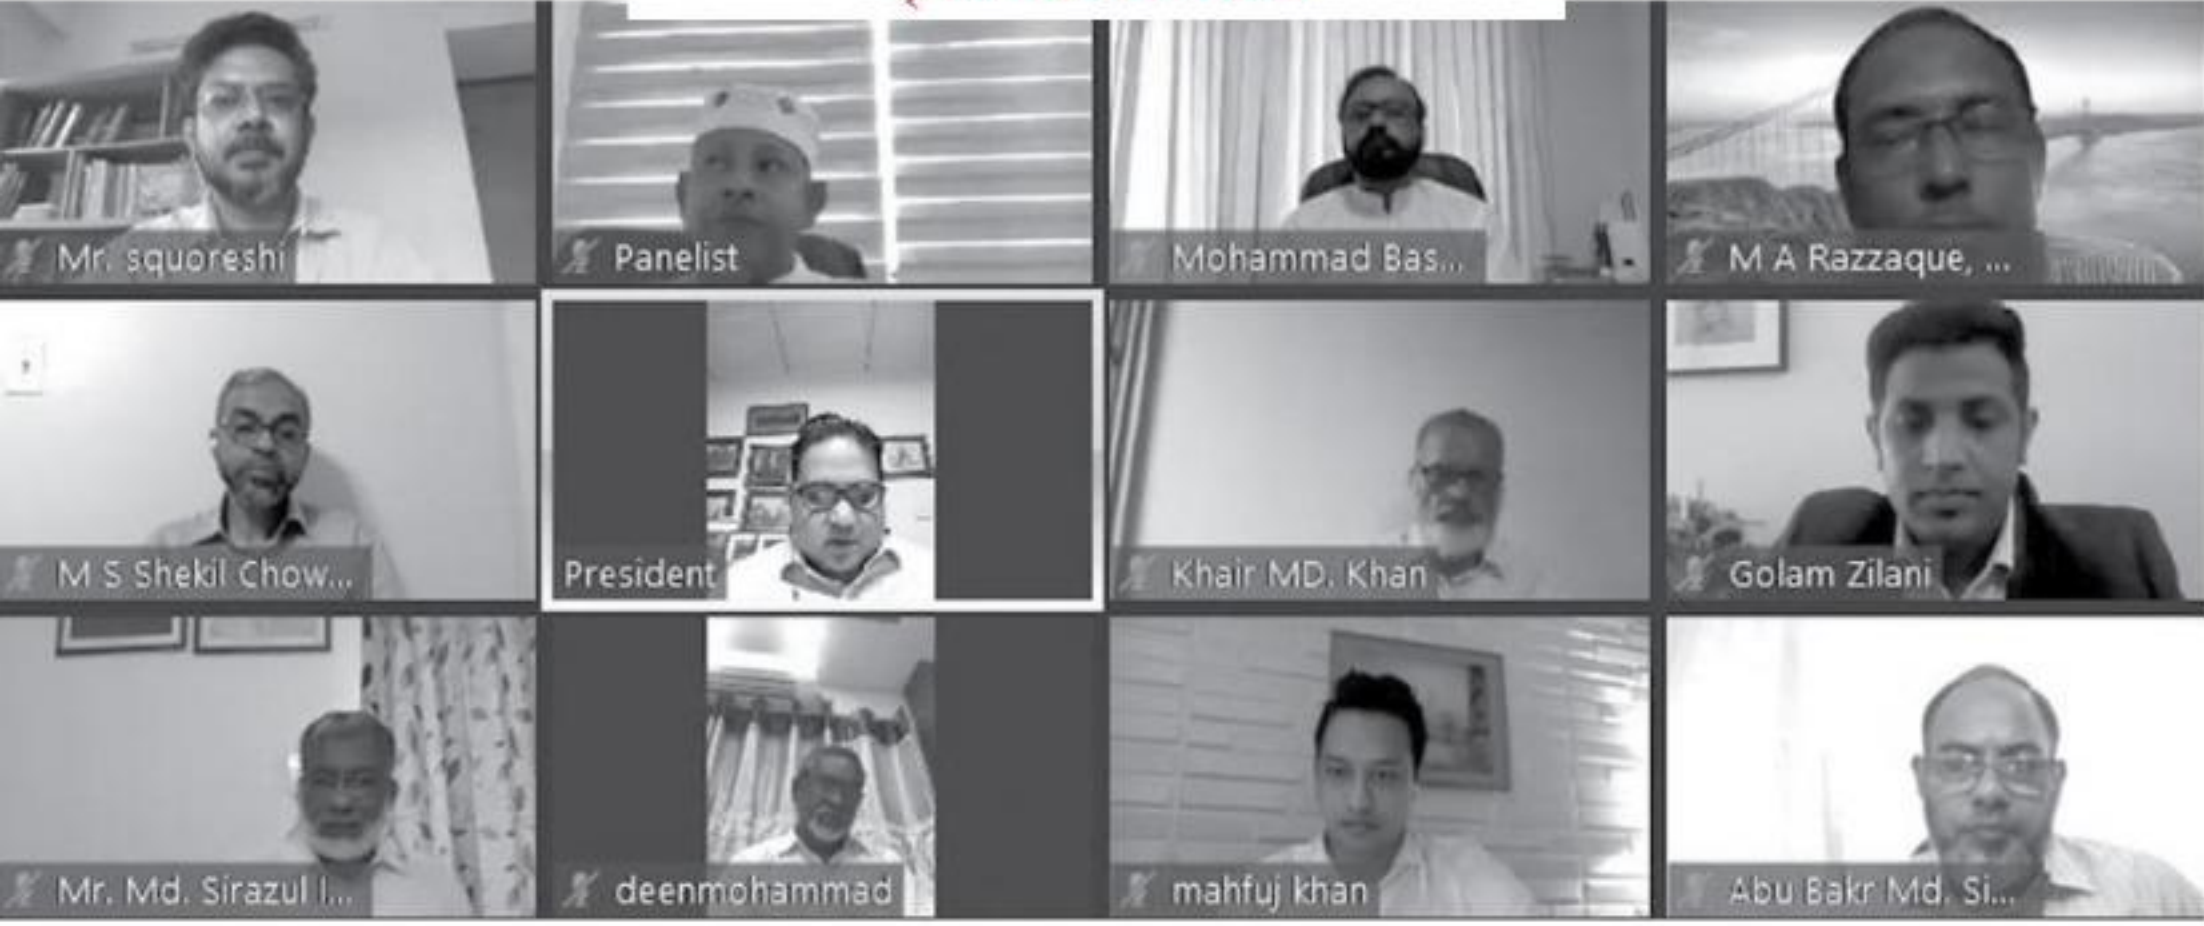 Mr. squoreshi
Panelist
Mohammad Bas...
M A Razzaque, ...
M S Shekil Chow...
President
Khair MD. Khan
Golam Zilani
Mr. Md. Sirazul I...
deenmohammad
mahfuj khan
Abu Bakr Md. Si...